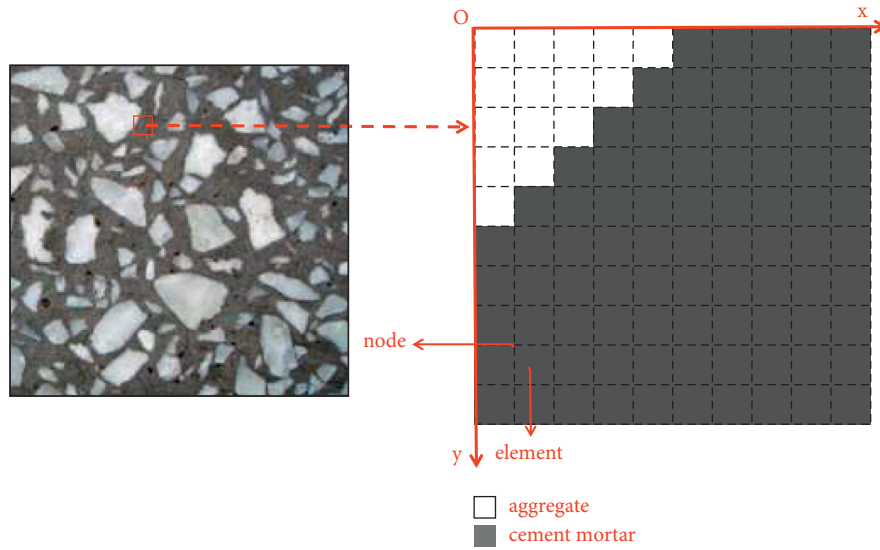 O
x
node
y
element
aggregate
cement mortar